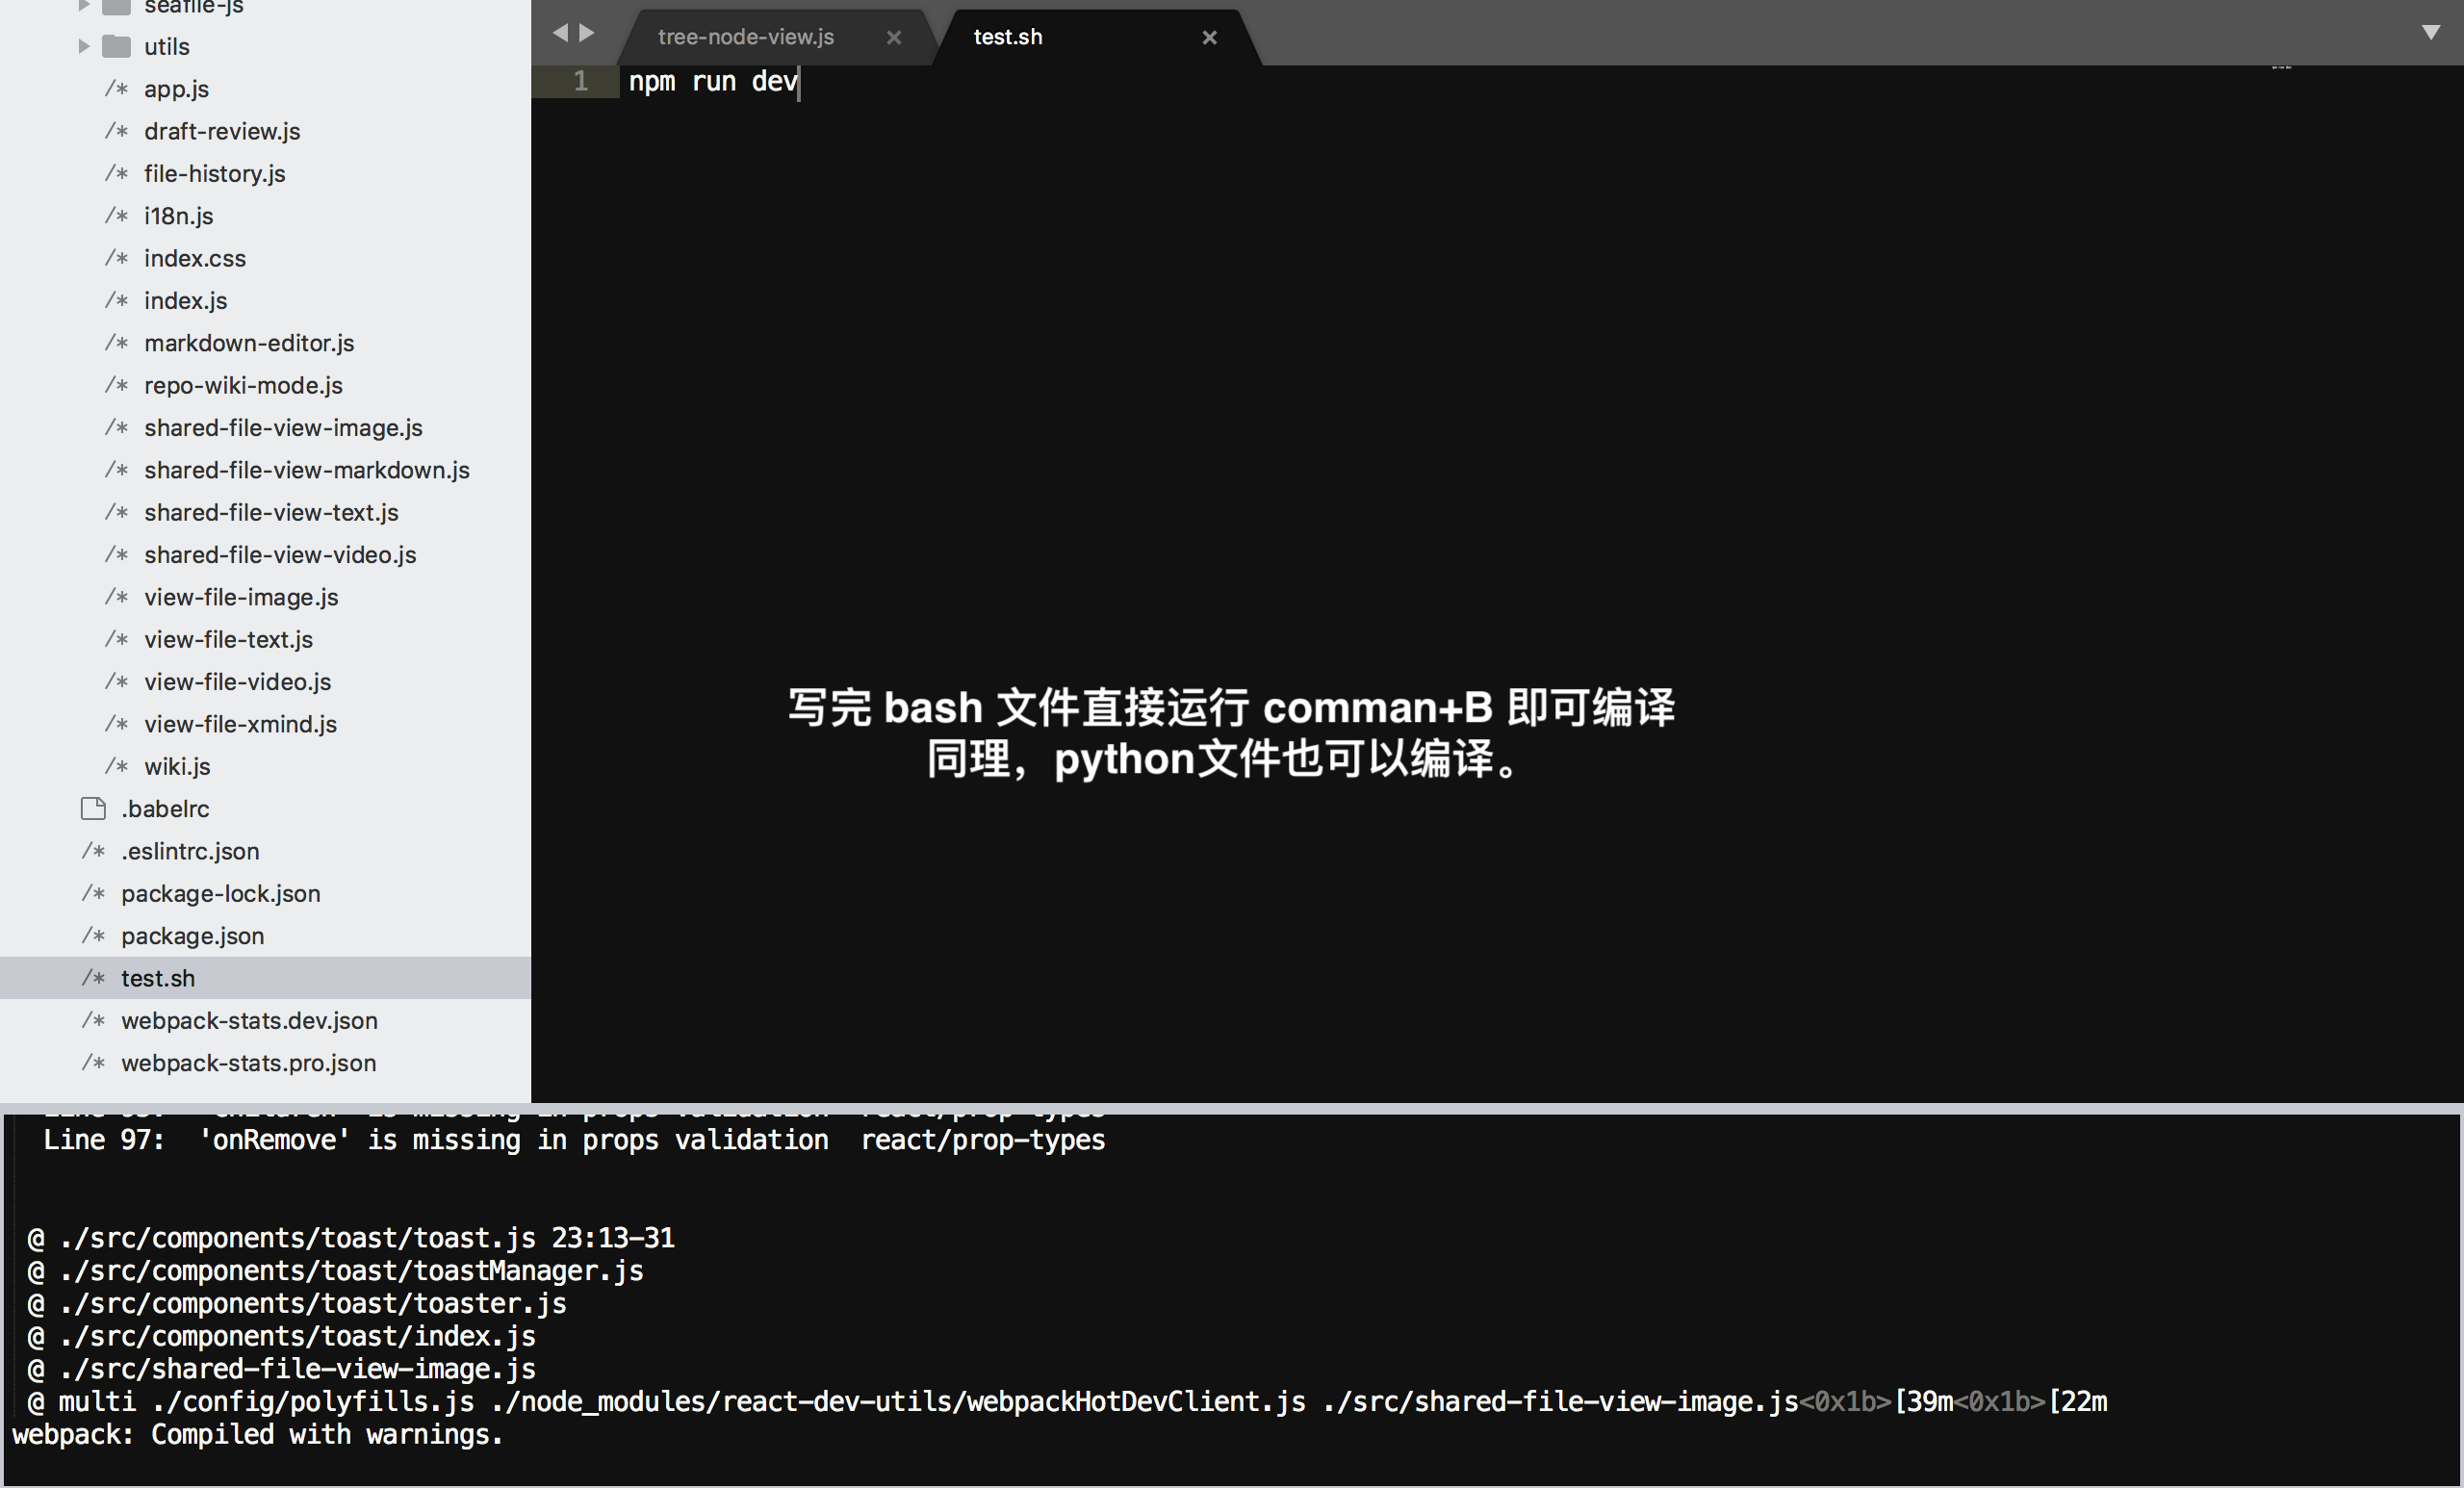 seafile-js
utils
/* app.js
/* draft-review.js
/* file-history.js
/* i18n.js
/* index.css
/* index.js
/* markdown-editor.js
/* repo-wiki-mode.js
/* shared-file-view-image.js
/* shared-file-view-markdown.js
/* shared-file-view-text.js
/* shared-file-view-video.js
/* view-file-image.js
/* view-file-text.js
/* view-file-video.js
/* view-file-xmind.js
/* wiki.js
.babelrc
/* .eslintrc.json
/* package-lock.json
/* package.json
/* test.sh
/* webpack-stats.dev.json
/* webpack-stats.pro.json
tree-node-view.js
test.sh
1 npm run dev
写完 bash 文件直接运行 comman+B 即可编译
同理，python文件也可以编译。
is missing in props validation react/prop-types
Line 97:  'onRemove' is missing in props validation  react/prop-types
@ ./src/components/toast/toast.js 23:13-31
@ ./src/components/toast/toastManager.js
@ ./src/components/toast/toaster.js
@ ./src/components/toast/index.js
@ ./src/shared-file-view-image.js
@ multi ./config/polyfills.js ./node_modules/react-dev-utils/webpackHotDevClient.js ./src/shared-file-view-image.js<0x1b>[39m<0x1b>[22m
webpack: Compiled with warnings.